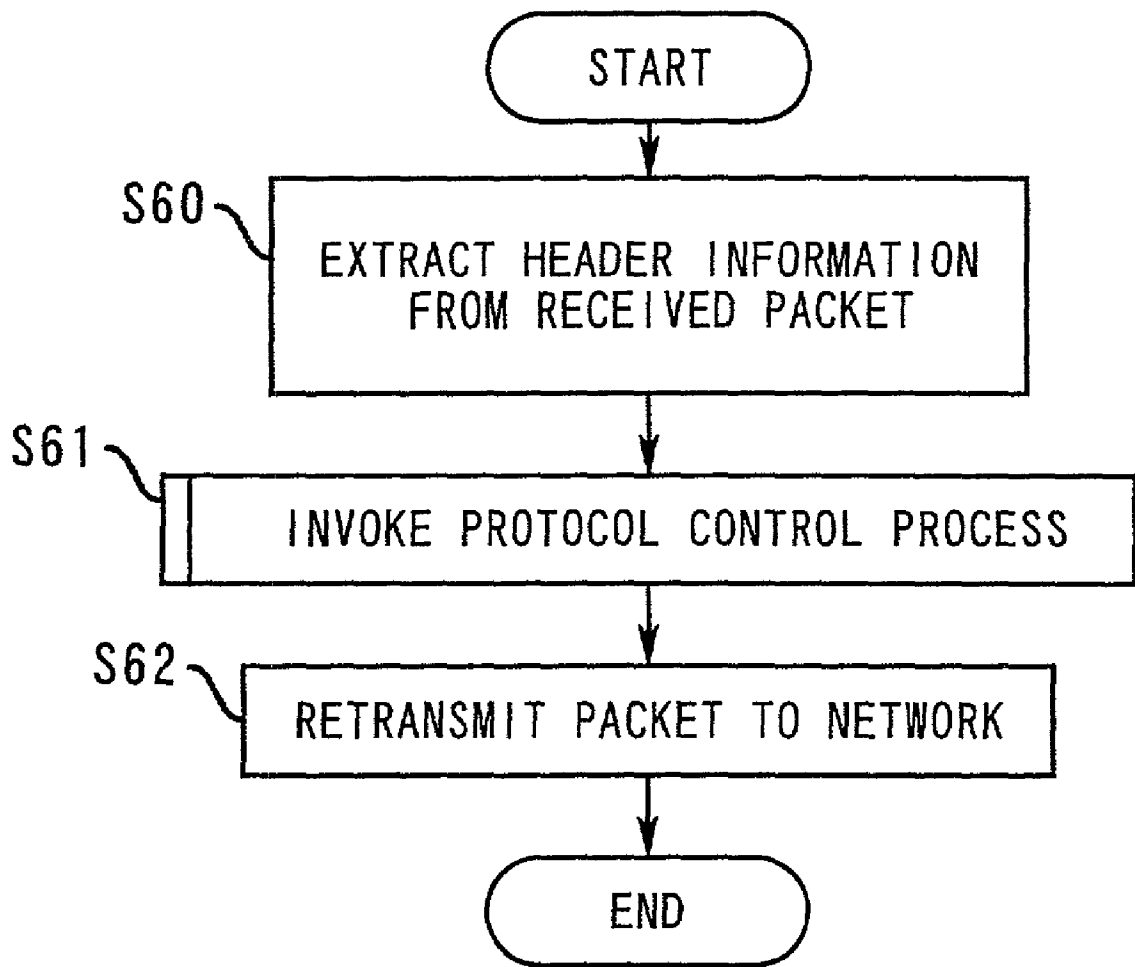 START
S60
EXTRACT HEADER INFORMATION
FROM RECEIVED PACKET
S61
INVOKE PROTOCOL CONTROL PROCESS
S62
RETRANSMIT PACKET TO NETWORK
END